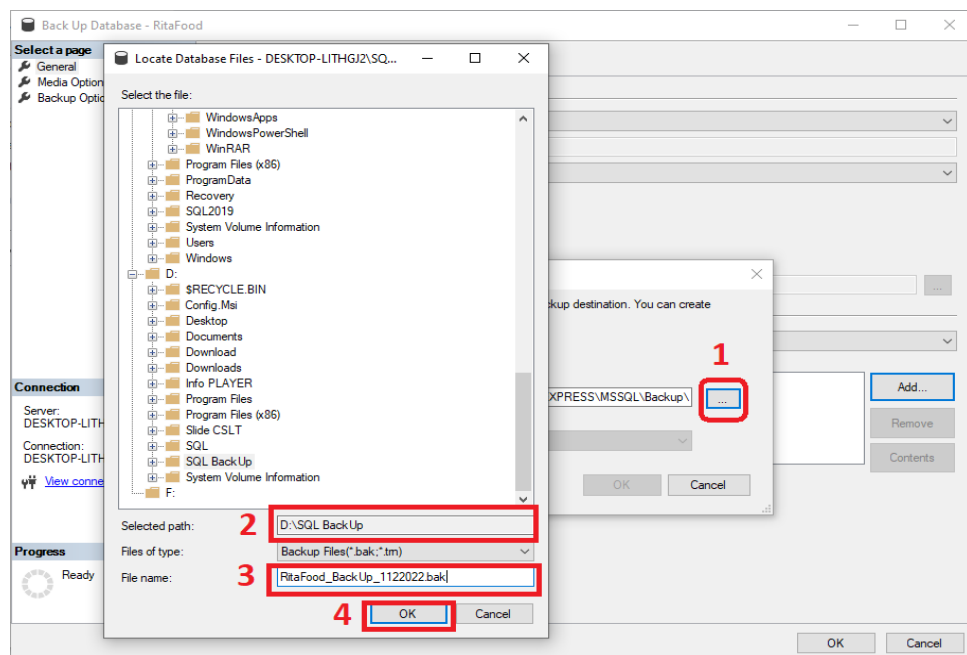 Back Up Database - RitaFood
Select a page
General
Media Option
Backup Optio
Locate Database Files - DESKTOP-LITHGJ2\SQ...
Select the file:
WindowsApps
WindowsPowerShell
WinRAR
Program Files (x86)
ProgramData
Recovery
SQL2019
System Volume Information
Users
Windows
D:
$RECYCLE.BIN
Config.Msi
Desktop
Documents
Download
Downloads
Info PLAYER
Program Files
Program Files (x86)
Slide CSLT
SQL
SQL BackUp
System Volume Information
F:
Selected path:
2
D:\SQL BackUp
Files of type:
Backup Files(*.bak;*.trn)
File name:
3
RitaFood_BackUp_1122022.bak
4
OK
Cancel
ckup destination. You can create
1
XPRESS\MSSQL\Backup\
...
OK
Cancel
...
Add...
Remove
Contents
Connection
Server:
DESKTOP-LITH
Connection:
DESKTOP-LITH
View conne
Progress
Ready
OK
Cancel